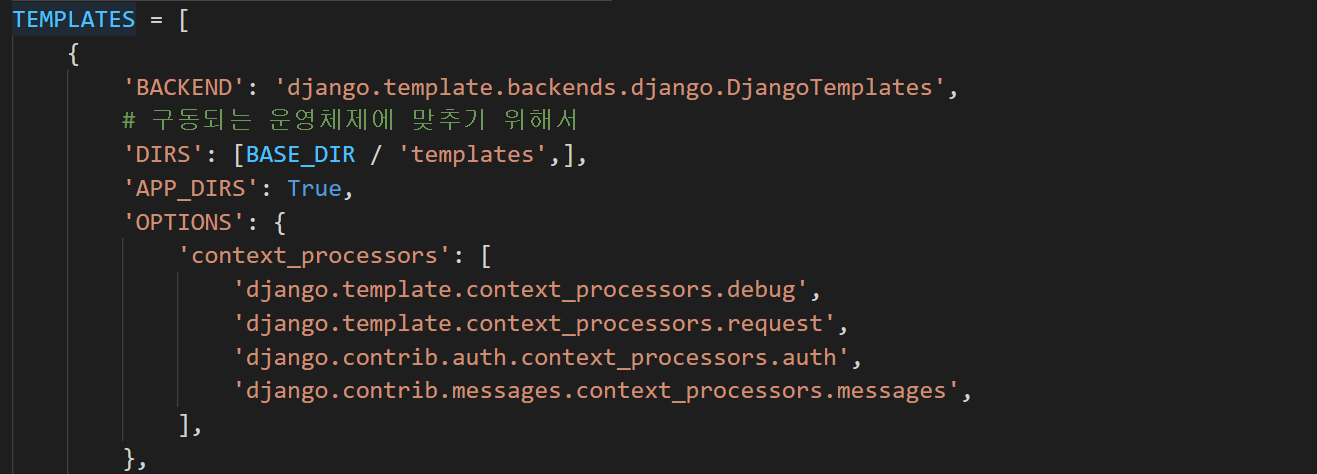 TEMPLATES = [
    {
        'BACKEND': 'django.template.backends.django.DjangoTemplates',
        # 구동되는 운영체제에 맞추기 위해서
        'DIRS': [BASE_DIR / 'templates',],
        'APP_DIRS': True,
        'OPTIONS': {
            'context_processors': [
                'django.template.context_processors.debug',
                'django.template.context_processors.request',
                'django.contrib.auth.context_processors.auth',
                'django.contrib.messages.context_processors.messages',
            ],
        },